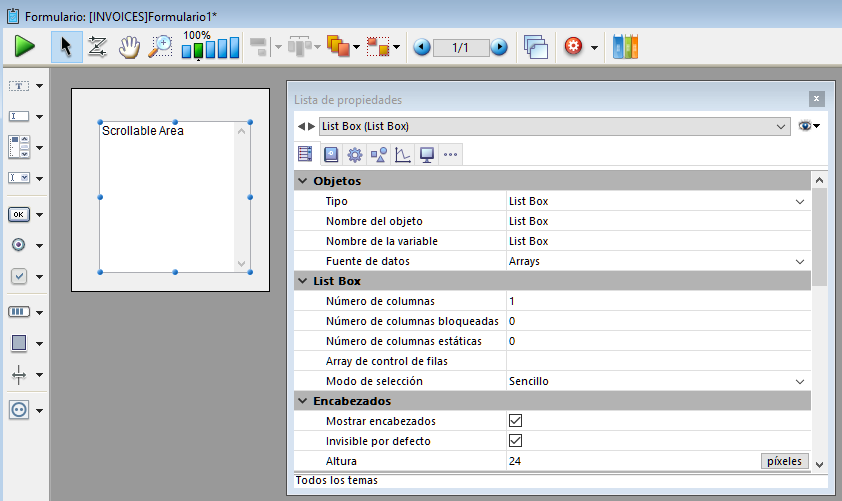 Formulario: [INVOICES]Formulario1*
100%
1/1
Scrollable Area
OK
Lista de propiedades
List Box (List Box)
Objetos
Tipo List Box
Nombre del objeto List Box
Nombre de la variable List Box
Fuente de datos Arrays
List Box
Número de columnas 1
Número de columnas bloqueadas 0
Número de columnas estáticas 0
Array de control de filas
Modo de selección Sencillo
Encabezados
Mostrar encabezados
Invisible por defecto
Altura 24 píxeles
Todos los temas